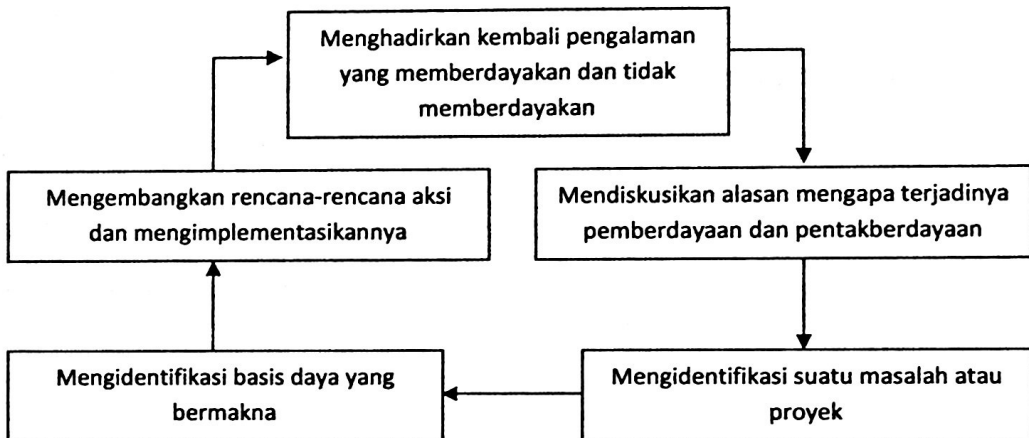 Menghadirkan kembali pengalaman
yang memberdayakan dan tidak
memberdayakan
Mendiskusikan alasan mengapa terjadinya
pemberdayaan dan pentakberdayaan
Mengidentifikasi suatu masalah atau
proyek
Mengidentifikasi basis daya yang
bermakna
Mengembangkan rencana-rencana aksi
dan mengimplementasikannya